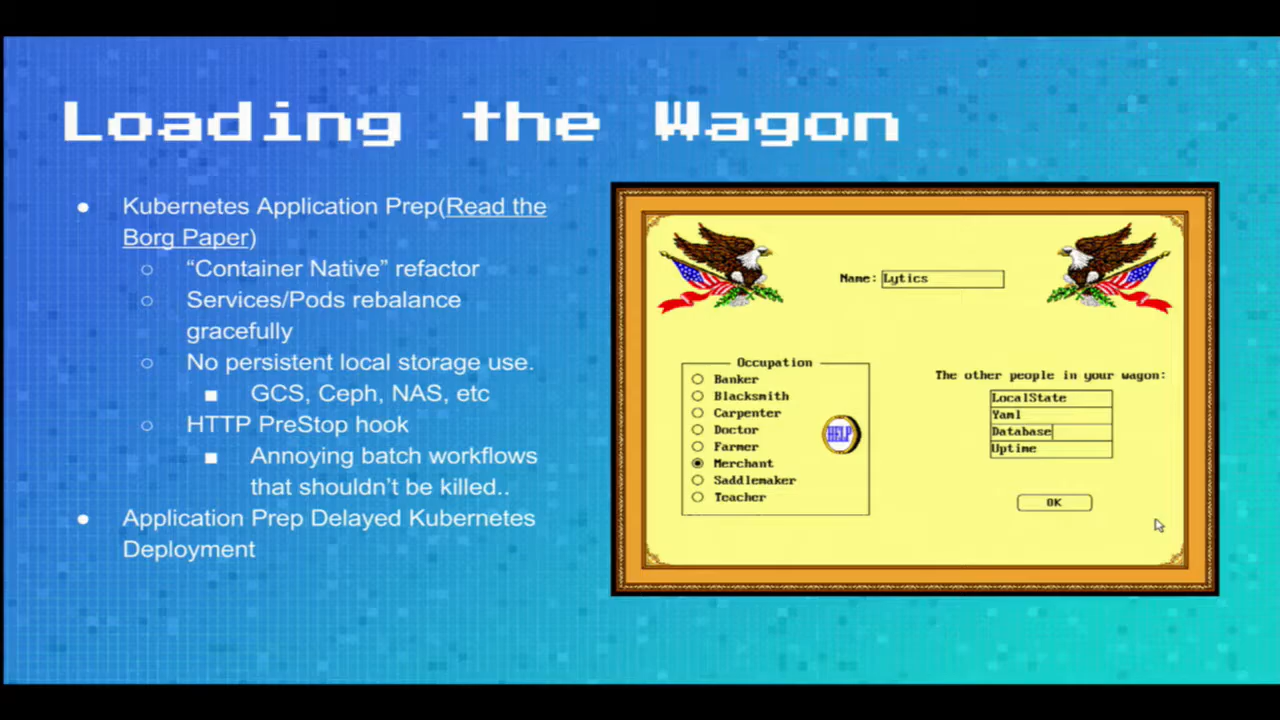 Loading the Wagon
● Kubernetes Application Prep(Read the
Borg Paper)
○ “Container Native” refactor
○ Services/Pods rebalance
gracefully
○ No persistent local storage use.
■ GCS, Ceph, NAS, etc
○ HTTP PreStop hook
■ Annoying batch workflows
that shouldn’t be killed..
● Application Prep Delayed Kubernetes
Deployment
Name: Lytics
Occupation
Banker
Blacksmith
Carpenter
Doctor
Farmer
Merchant
Saddlemaker
Teacher
HELP
The other people in your wagon:
LocalState
Yaml
Database
Uptime
OK